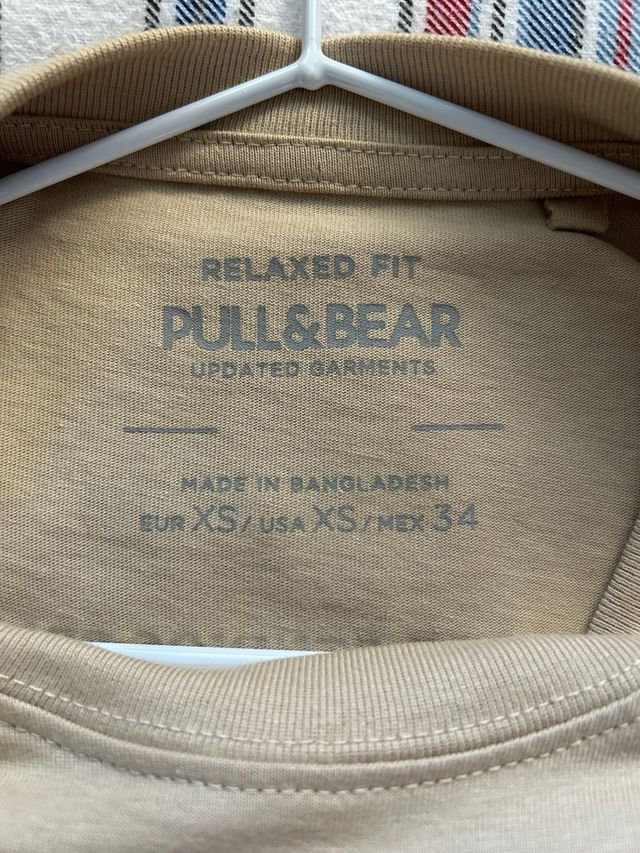 RELAXED FIT
PULL&BEAR
UPDATED GARMENTS
MADE IN BANGLADESH
EUR XS / USA XS / MEX 34